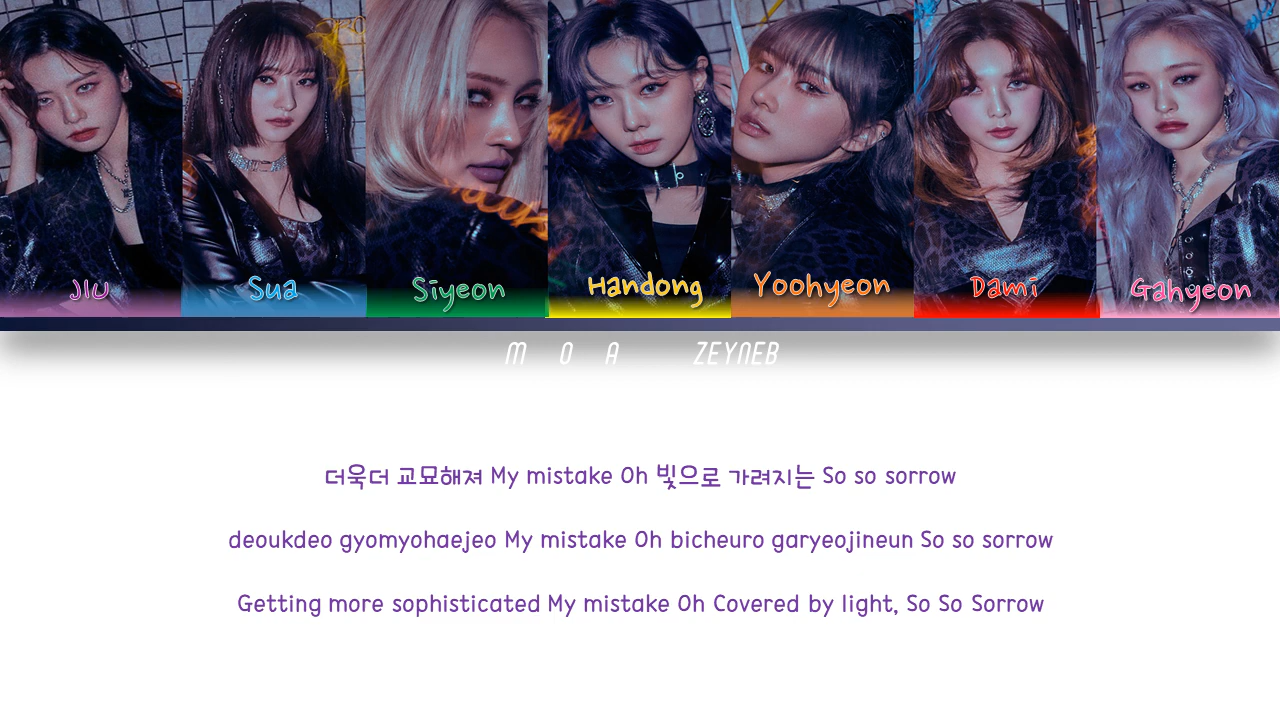 JIU Sua Siyeon Handong Yoohyeon Dami Gahyeon
M O A ZEYNEB
더욱더 교묘해져 My mistake Oh 빛으로 가려지는 So so sorrow
deoukdeo gyomyohaejeo My mistake Oh bicheuro garyeojineun So so sorrow
Getting more sophisticated My mistake Oh Covered by light, So So Sorrow